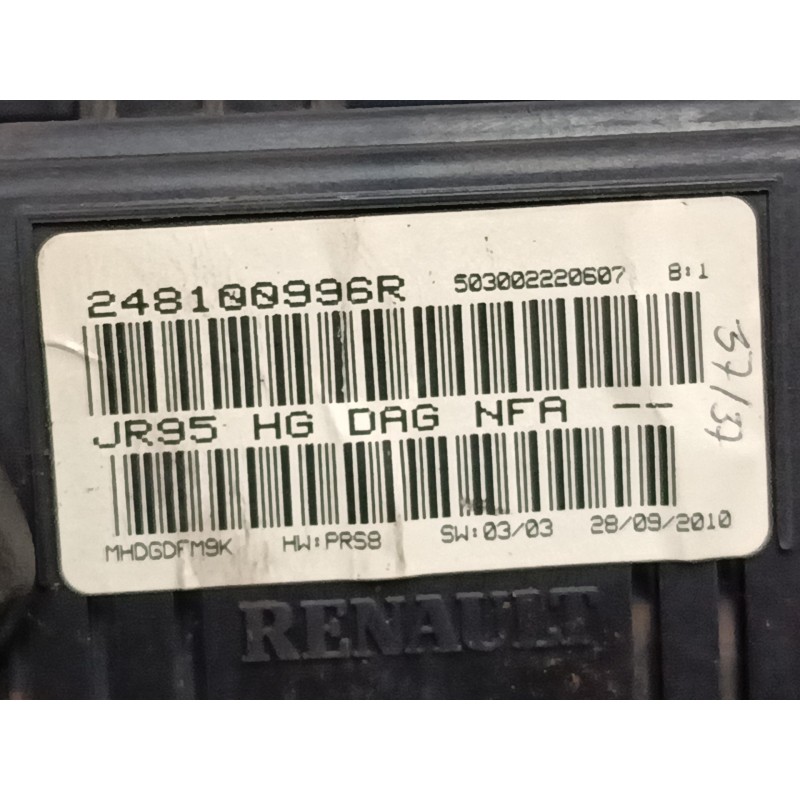 248100996R 503002220607 8:1
37/37
JR95 HG DAG NFA --
MHDGDFM9K HW:PRS8 SW:03/03 28/09/2010
RENAULT